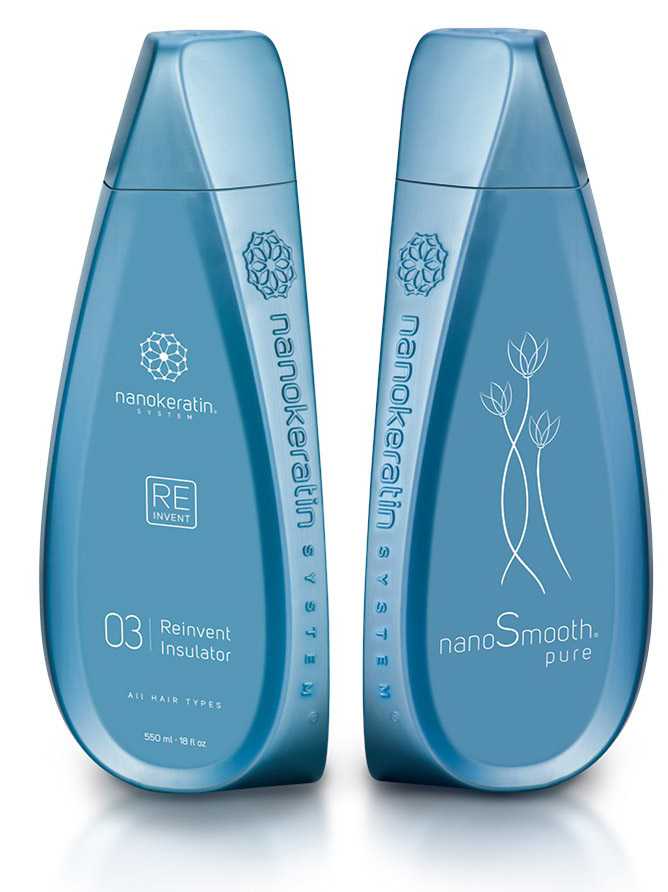 nanokeratin®
SYSTEM
RE
INVENT
03 | Reinvent
Insulator
ALL HAIR TYPES
550 ml · 18 fl oz
nanokeratin SYSTEM®
nanokeratin SYSTEM®
nanoSmooth®
pure